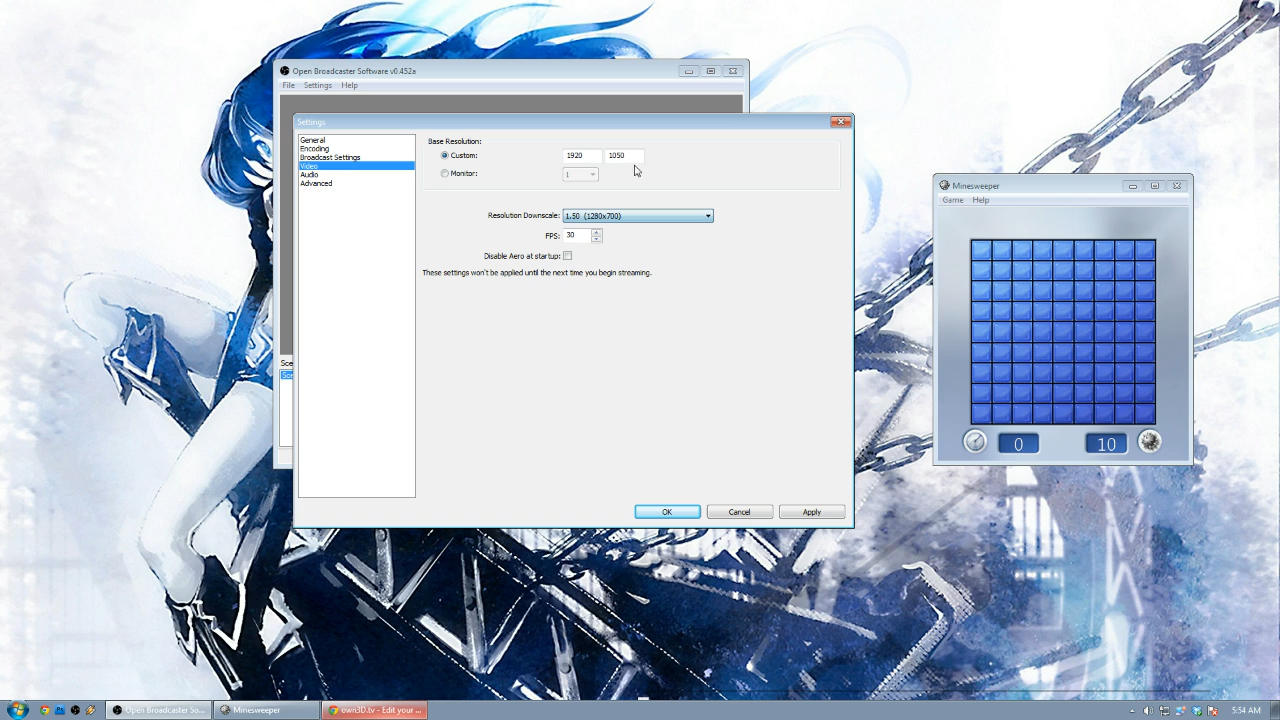 Open Broadcaster Software v0.452a
File Settings Help
Settings
General
Encoding
Broadcast Settings
Video
Audio
Advanced
Base Resolution:
Custom: 1920 1050
Monitor: 1
Resolution Downscale: 1.50 (1280x700)
FPS: 30
Disable Aero at startup:
These settings won't be applied until the next time you begin streaming.
OK Cancel Apply
Sce
Minesweeper
Game Help
0 10
Open Broadcaster So...
Minesweeper
own3D.tv - Edit your ...
5:54 AM